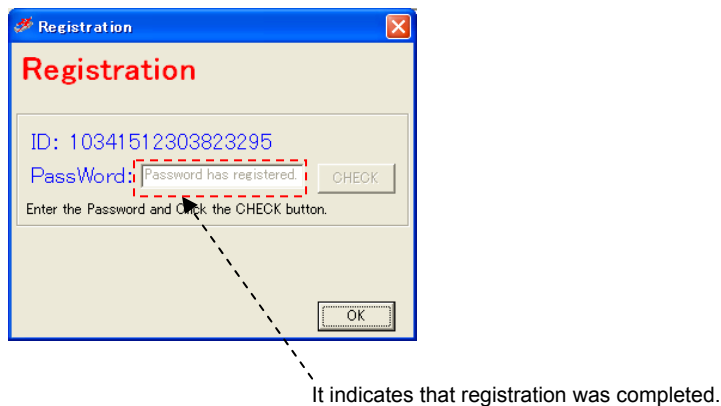 Registration
Registration
ID: 10341512303823295
PassWord: Password has registered. CHECK
Enter the Password and Click the CHECK button.
OK
It indicates that registration was completed.